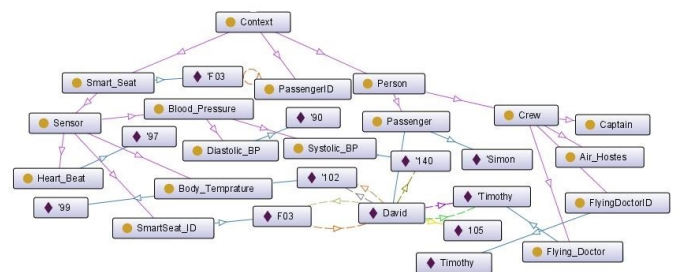 Context
Smart_Seat
'F03
PassengerID
Person
Sensor
Blood_Pressure
'90
Passenger
Crew
Captain
'97
Diastolic_BP
Systolic_BP
'140
'Simon
Air_Hostes
Heart_Beat
Body_Temprature
'102
'99
SmartSeat_ID
F03
David
'Timothy
FlyingDoctorID
105
Flying_Doctor
Timothy